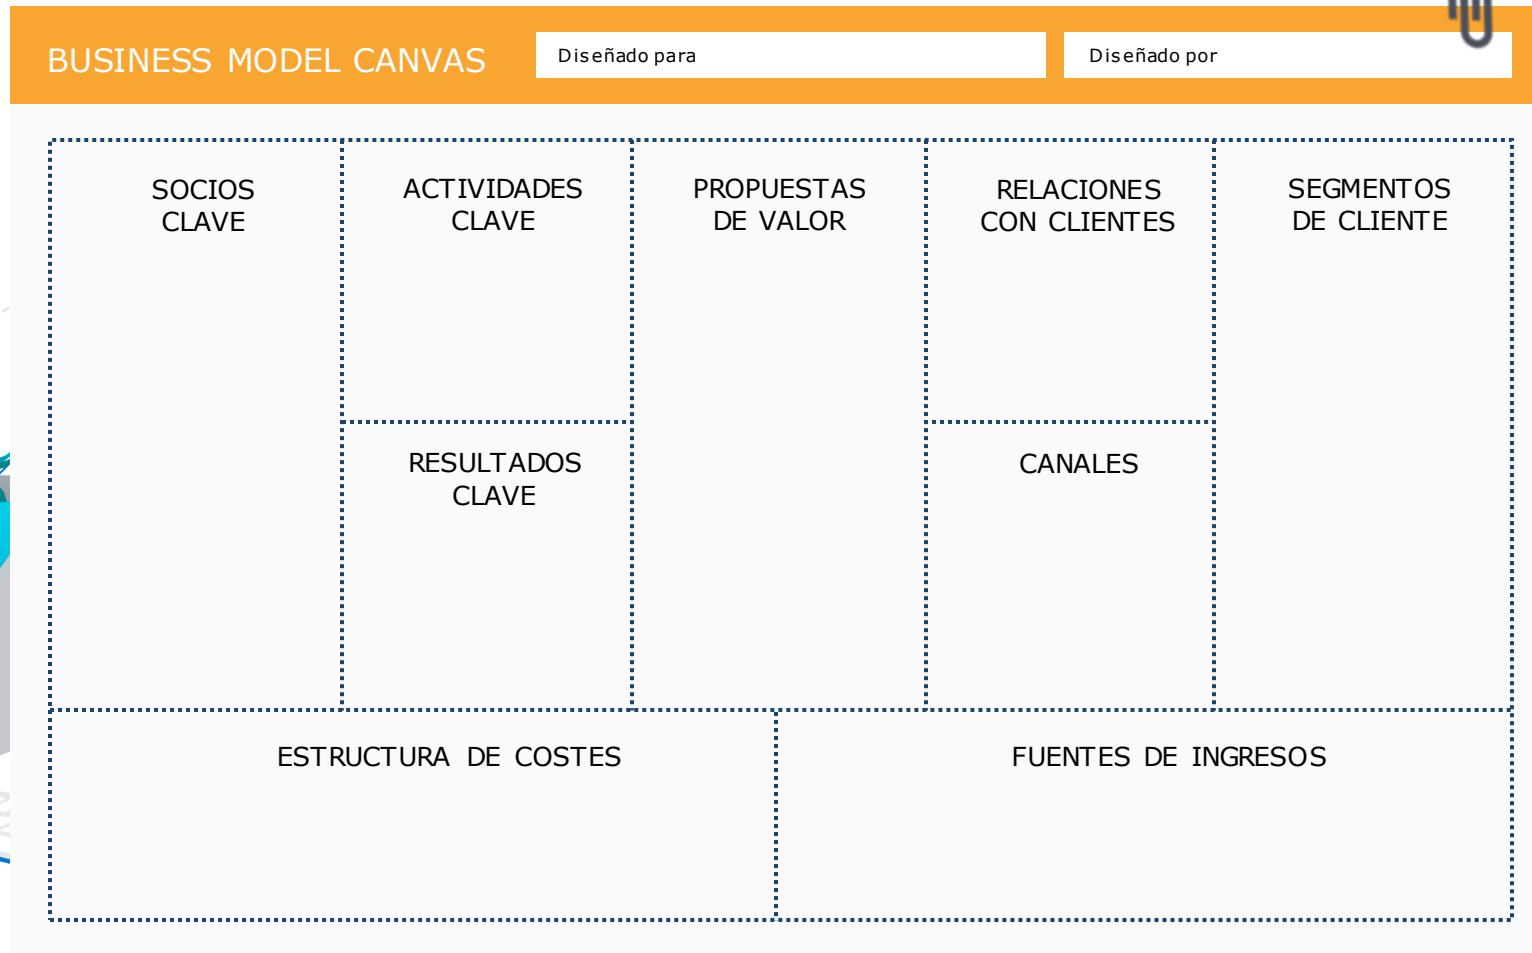 BUSINESS MODEL CANVAS
Diseñado para
Diseñado por
SOCIOS
CLAVE
ACTIVIDADES
CLAVE
PROPUESTAS
DE VALOR
RELACIONES
CON CLIENTES
SEGMENTOS
DE CLIENTE
RESULTADOS
CLAVE
CANALES
ESTRUCTURA DE COSTES
FUENTES DE INGRESOS